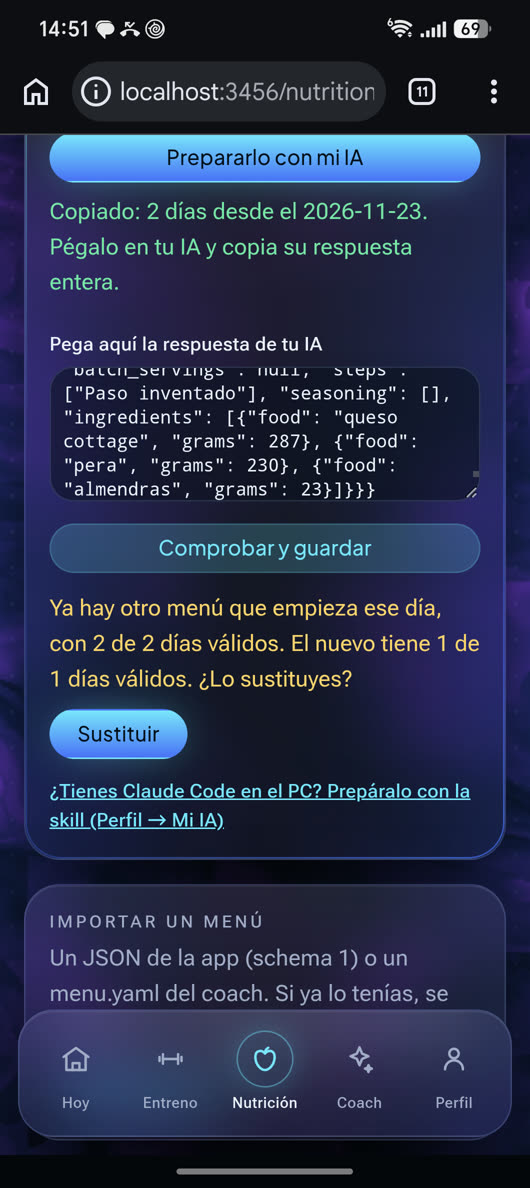 14:51
6
69
localhost:3456/nutrition
11
Prepararlo con mi IA
Copiado: 2 días desde el 2026-11-23.
Pégalo en tu IA y copia su respuesta
entera.
Pega aquí la respuesta de tu IA
"batch_servings": null, "steps":
["Paso inventado"], "seasoning": [],
"ingredients": [{"food": "queso
cottage", "grams": 287}, {"food":
"pera", "grams": 230}, {"food":
"almendras", "grams": 23}]}}}
Comprobar y guardar
Ya hay otro menú que empieza ese día,
con 2 de 2 días válidos. El nuevo tiene 1 de
1 días válidos. ¿Lo sustituyes?
Sustituir
¿Tienes Claude Code en el PC? Prepáralo con la
skill (Perfil → Mi IA)
IMPORTAR UN MENÚ
Un JSON de la app (schema 1) o un
menu.yaml del coach. Si ya lo tenías, se
Hoy
Entreno
Nutrición
Coach
Perfil